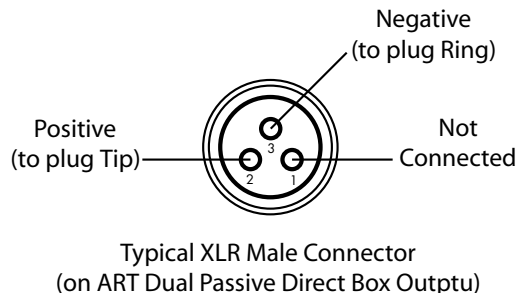 Negative
(to plug Ring)
Positive
(to plug Tip)
Not
Connected
3
2
1
Typical XLR Male Connector
(on ART Dual Passive Direct Box Outptu)